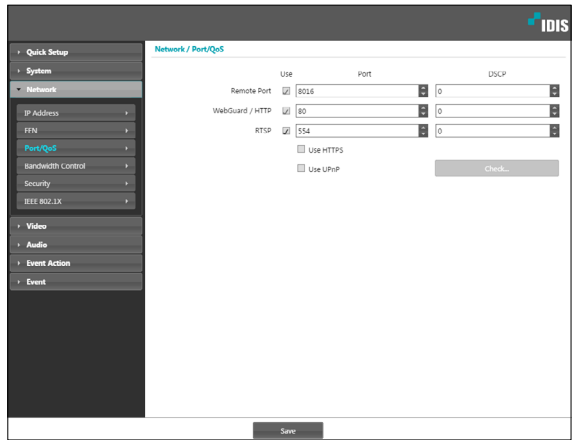 IDIS
Quick Setup
System
Network
IP Address
FEN
Port/QoS
Bandwidth Control
Security
IEEE 802.1X
Video
Audio
Event Action
Event
Network / Port/QoS
Use Port DSCP
Remote Port 8016 0
WebGuard / HTTP 80 0
RTSP 554 0
Use HTTPS
Use UPnP Check...
Save